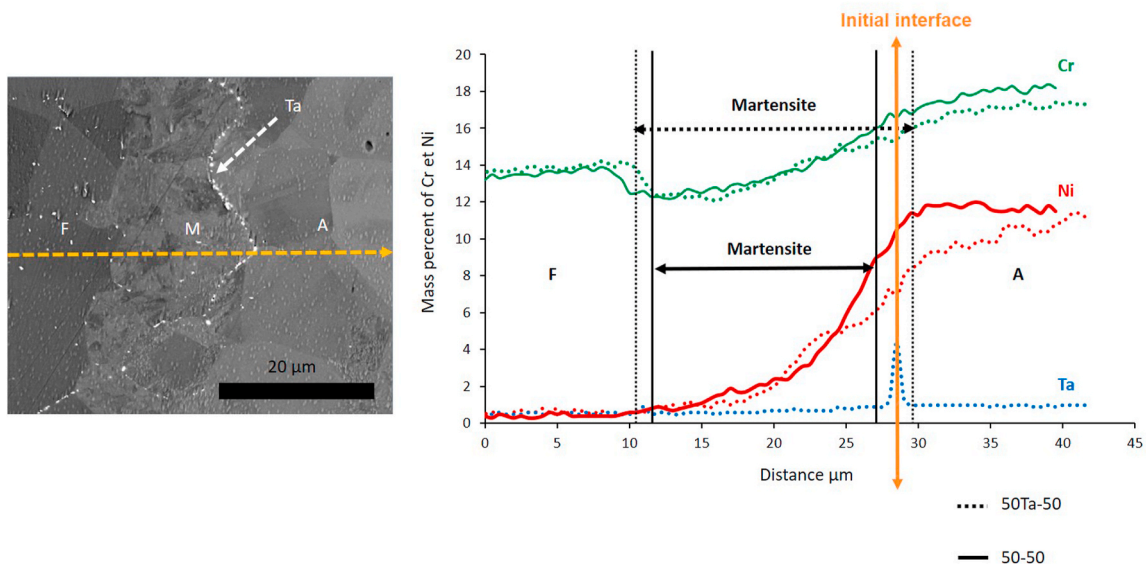 Ta
F
M
A
20 μm
Initial interface
Mass percent of Cr et Ni
20
18
16
14
12
10
8
6
4
2
0
Cr
Martensite
Ni
Martensite
F
A
Ta
0
5
10
15
20
25
30
35
40
45
Distance μm
50Ta-50
50-50